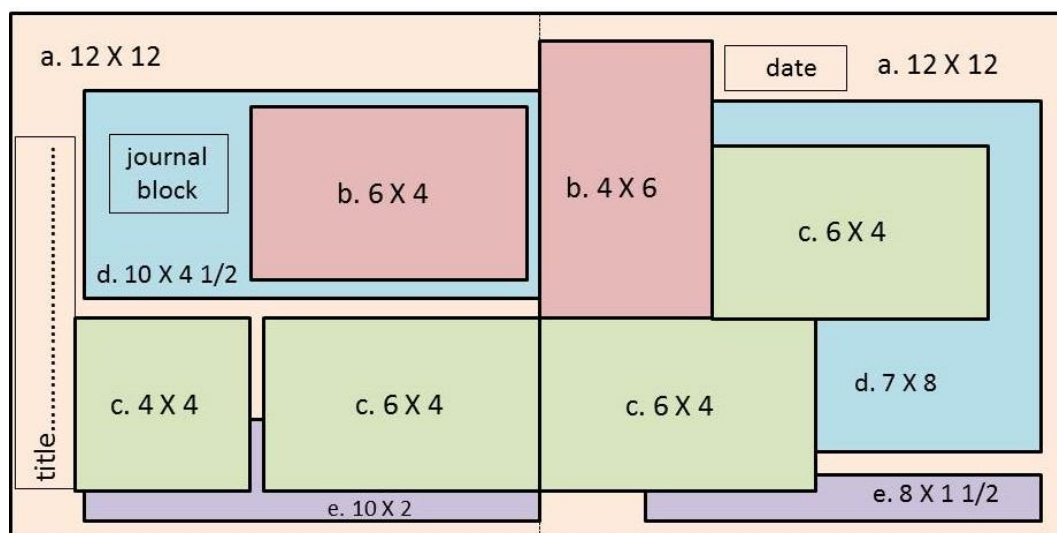 a. 12 X 12
date
a. 12 X 12
journal
block
b. 6 X 4
b. 4 X 6
c. 6 X 4
d. 10 X 4 1/2
title......................
c. 4 X 4
c. 6 X 4
c. 6 X 4
d. 7 X 8
e. 10 X 2
e. 8 X 1 1/2